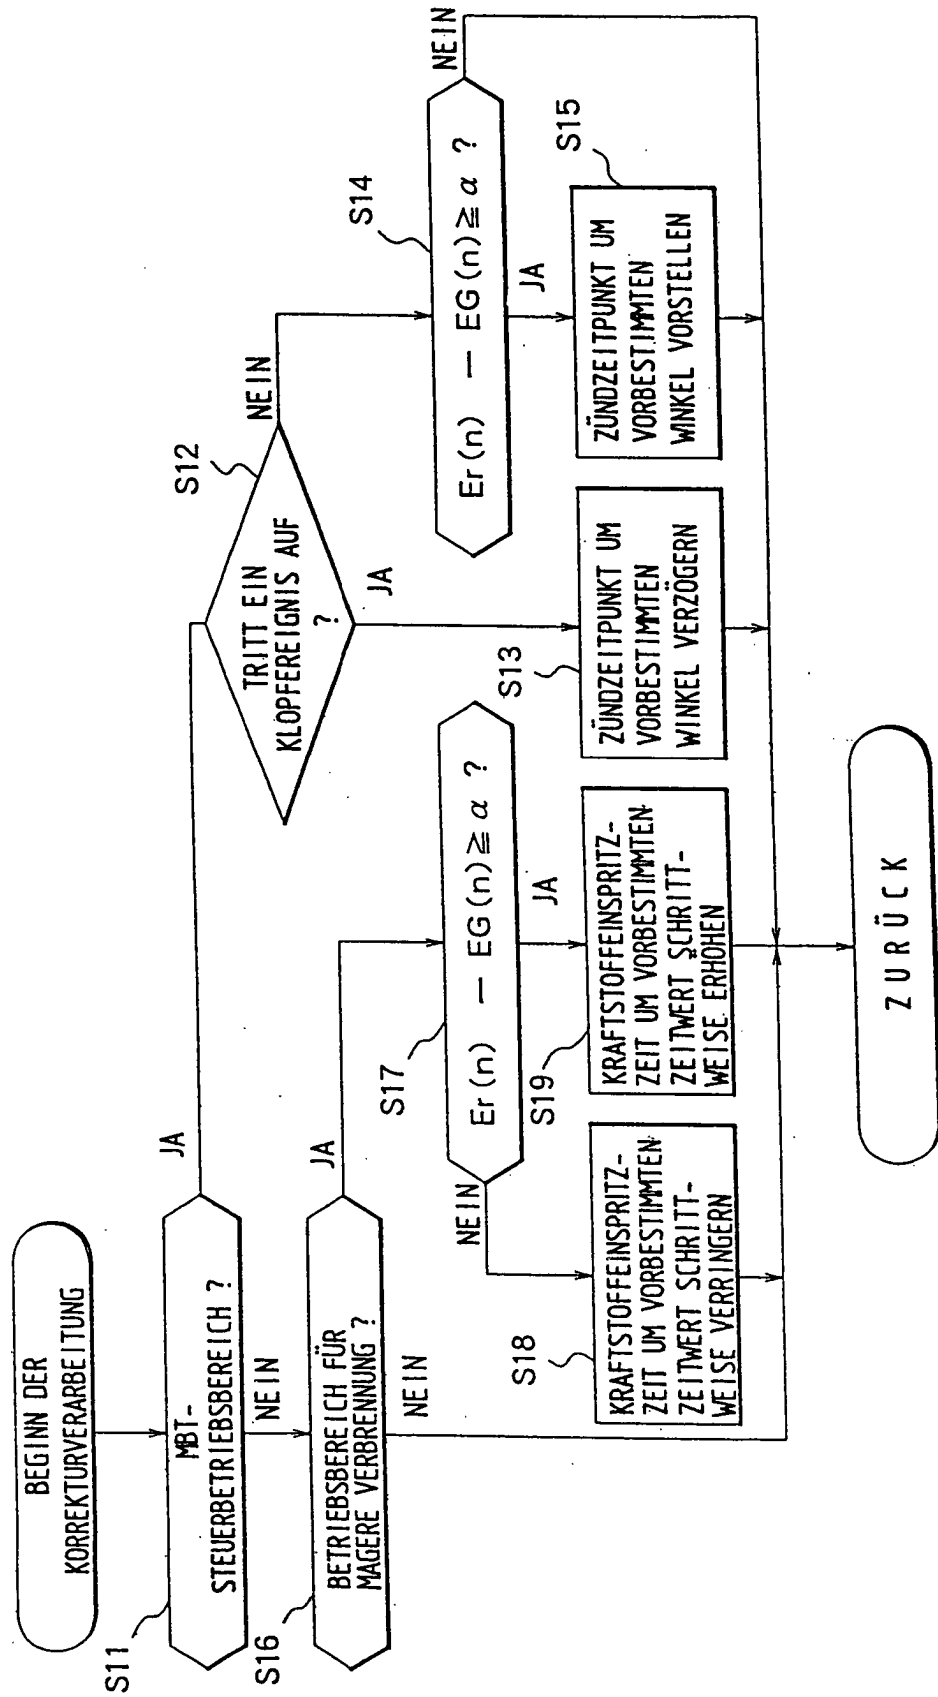 BEGINN DER
KORREKTURVERARBEITUNG
S11
MBT-
STEUERBETRIEBSBEREICH ?
JA
NEIN
S12
TRITT EIN
KLOPFEREIGNIS AUF
?
NEIN
JA
S16
BETRIEBSBEREICH FÜR
MAGERE VERBRENNUNG ?
JA
NEIN
S17
Er(n) — EG(n) ≧ α ?
NEIN
JA
S14
Er(n) — EG(n) ≧ α ?
NEIN
JA
S18
KRAFTSTOFFEINSPRITZ-
ZEIT UM VORBESTIMMTEN
ZEITWERT SCHRITT-
WEISE VERRINGERN
S19
KRAFTSTOFFEINSPRITZ-
ZEIT UM VORBESTIMMTEN
ZEITWERT SCHRITT-
WEISE ERHÖHEN
S13
ZÜNDZEITPUNKT UM
VORBESTIMMTEN
WINKEL VERZÖGERN
S15
ZÜNDZEITPUNKT UM
VORBESTIMMTEN
WINKEL VORSTELLEN
ZURÜCK